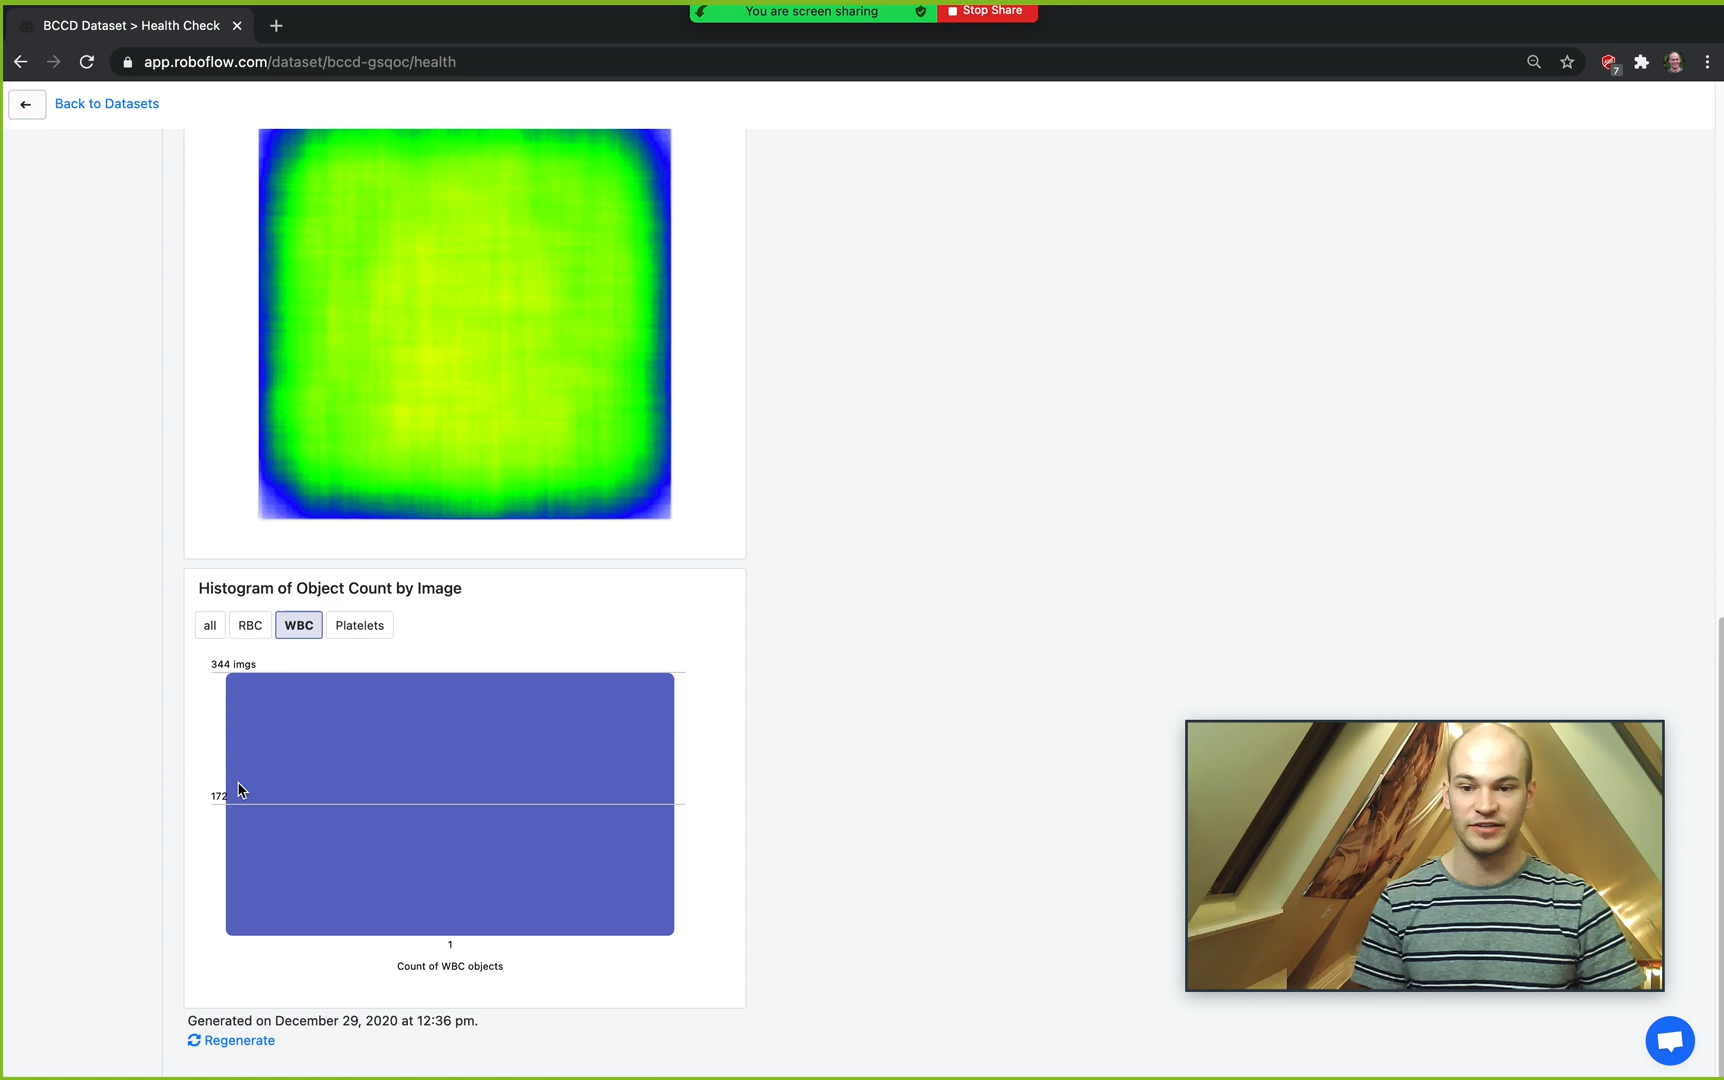 BCCD Dataset > Health Check
You are screen sharing
Stop Share
app.roboflow.com/dataset/bccd-gsqoc/health
7
Back to Datasets
Histogram of Object Count by Image
all
RBC
WBC
Platelets
344 imgs
172
1
Count of WBC objects
Generated on December 29, 2020 at 12:36 pm.
Regenerate